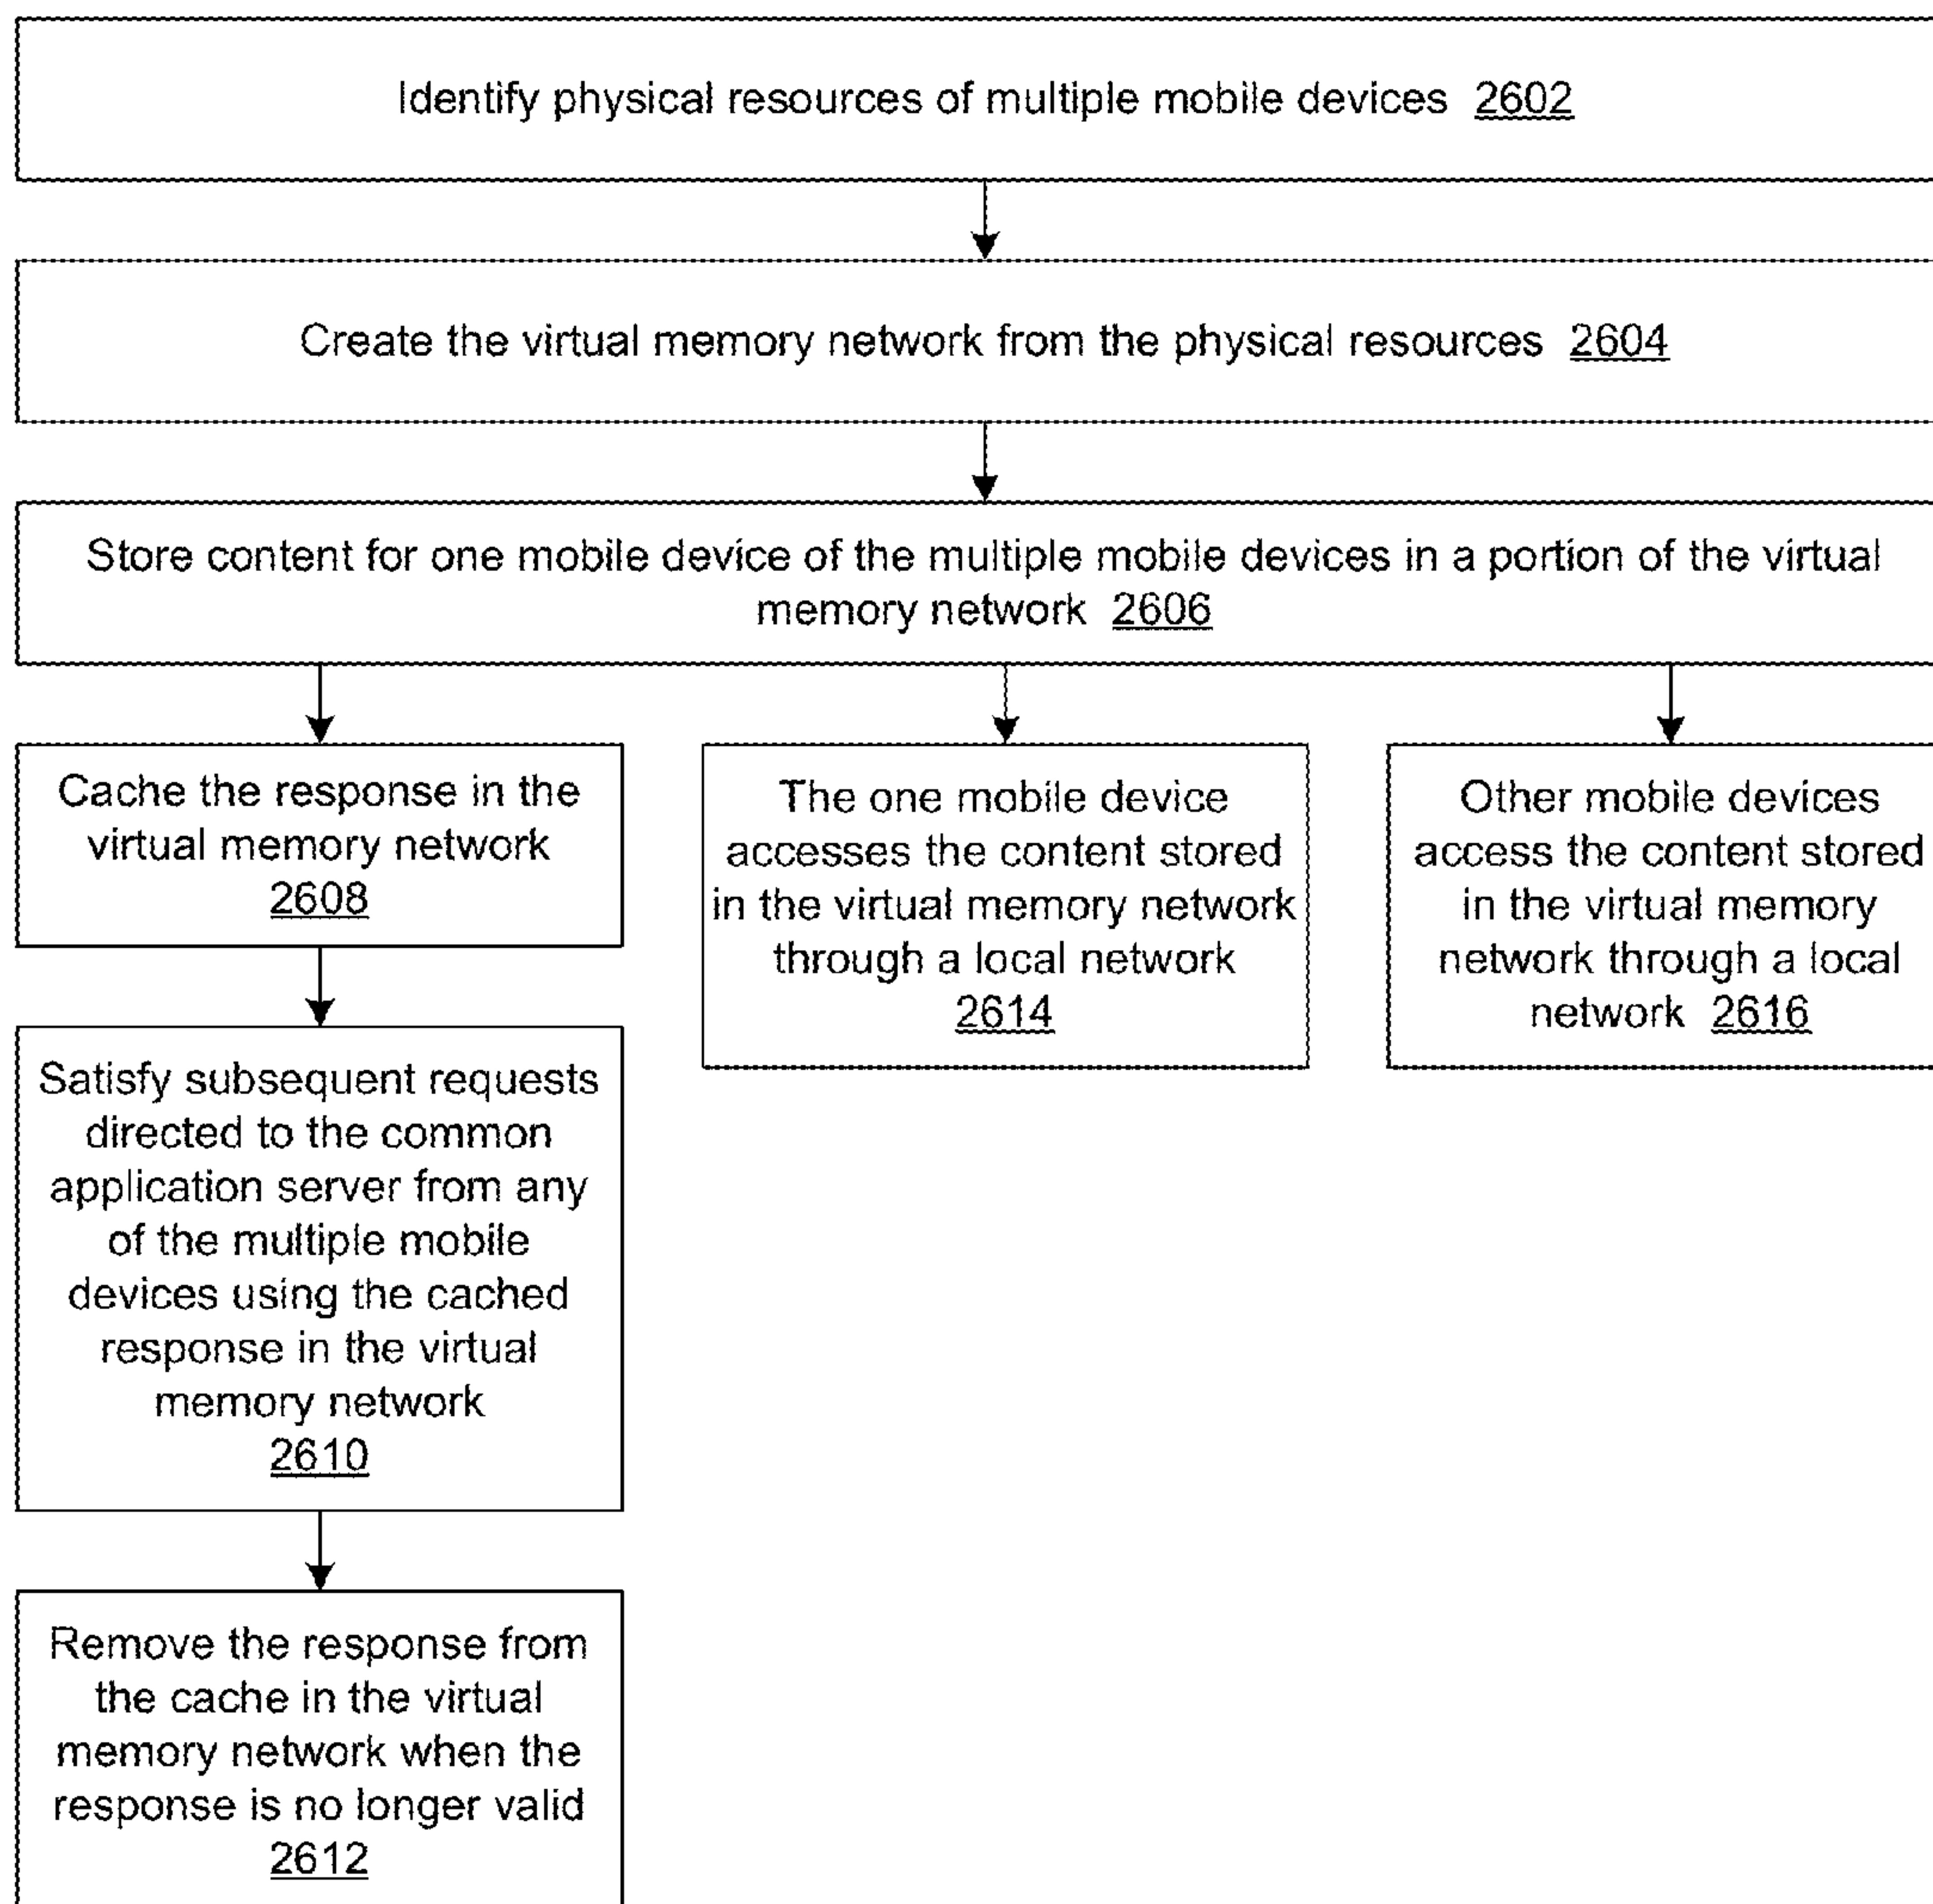 Identify physical resources of multiple mobile devices 2602
Create the virtual memory network from the physical resources 2604
Store content for one mobile device of the multiple mobile devices in a portion of the virtual
memory network 2606
Cache the response in the
virtual memory network
2608
The one mobile device
accesses the content stored
in the virtual memory network
through a local network
2614
Other mobile devices
access the content stored
in the virtual memory
network through a local
network 2616
Satisfy subsequent requests
directed to the common
application server from any
of the multiple mobile
devices using the cached
response in the virtual
memory network
2610
Remove the response from
the cache in the virtual
memory network when the
response is no longer valid
2612